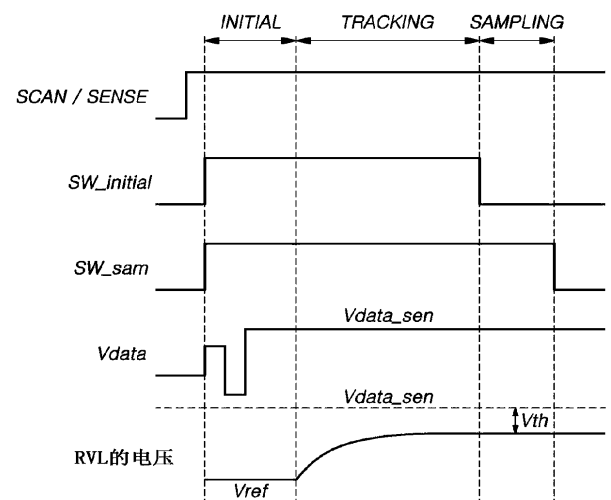 INITIAL TRACKING SAMPLING
SCAN / SENSE
SW_initial
SW_sam
Vdata_sen
Vdata
Vdata_sen
Vth
RVL的电压
Vref